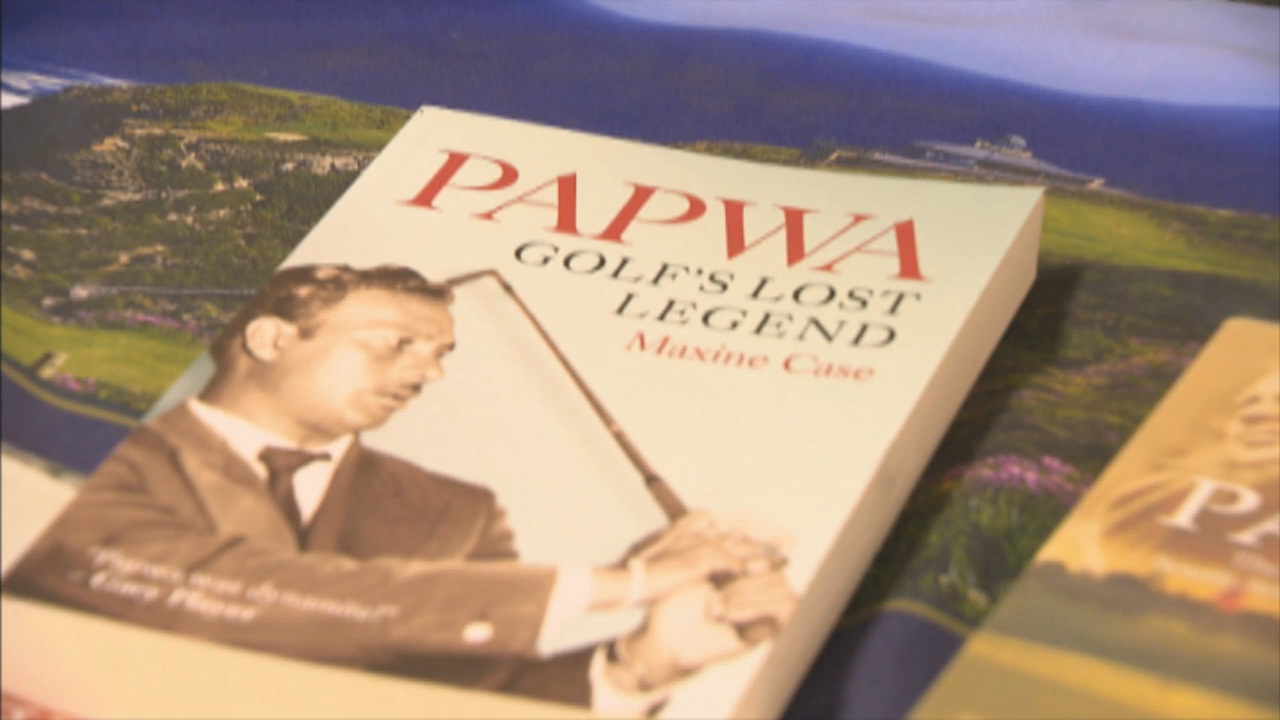 PAPWA
GOLF'S LOST
LEGEND
Maxine Case
"Papwa was dynamite!"
- Gary Player
PA